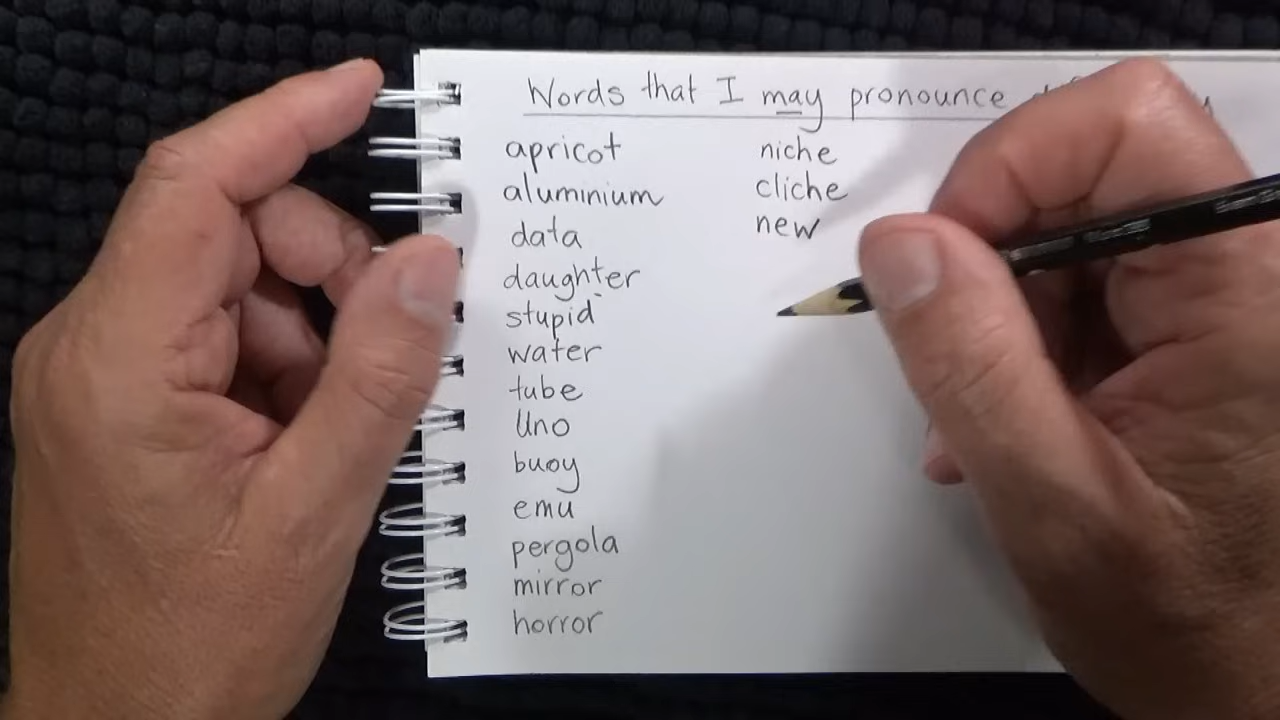 Words that I may pronounce
apricot
aluminium
data
daughter
stupid
water
tube
Uno
buoy
emu
pergola
mirror
horror
niche
cliche
new